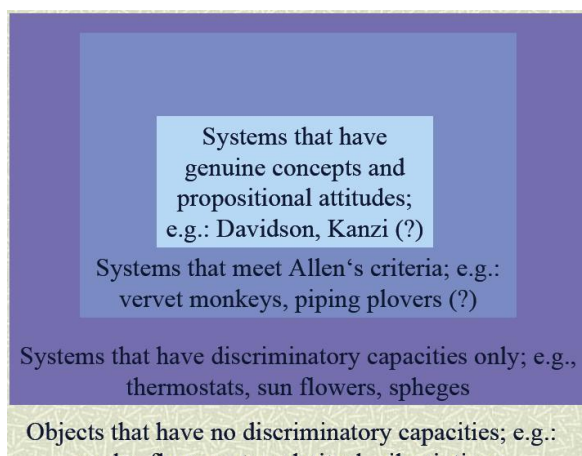 Systems that have
genuine concepts and
propositional attitudes;
e.g.: Davidson, Kanzi (?)
Systems that meet Allen‘s criteria; e.g.:
vervet monkeys, piping plovers (?)
Systems that have discriminatory capacities only; e.g.,
thermostats, sun flowers, spheges
Objects that have no discriminatory capacities; e.g.: